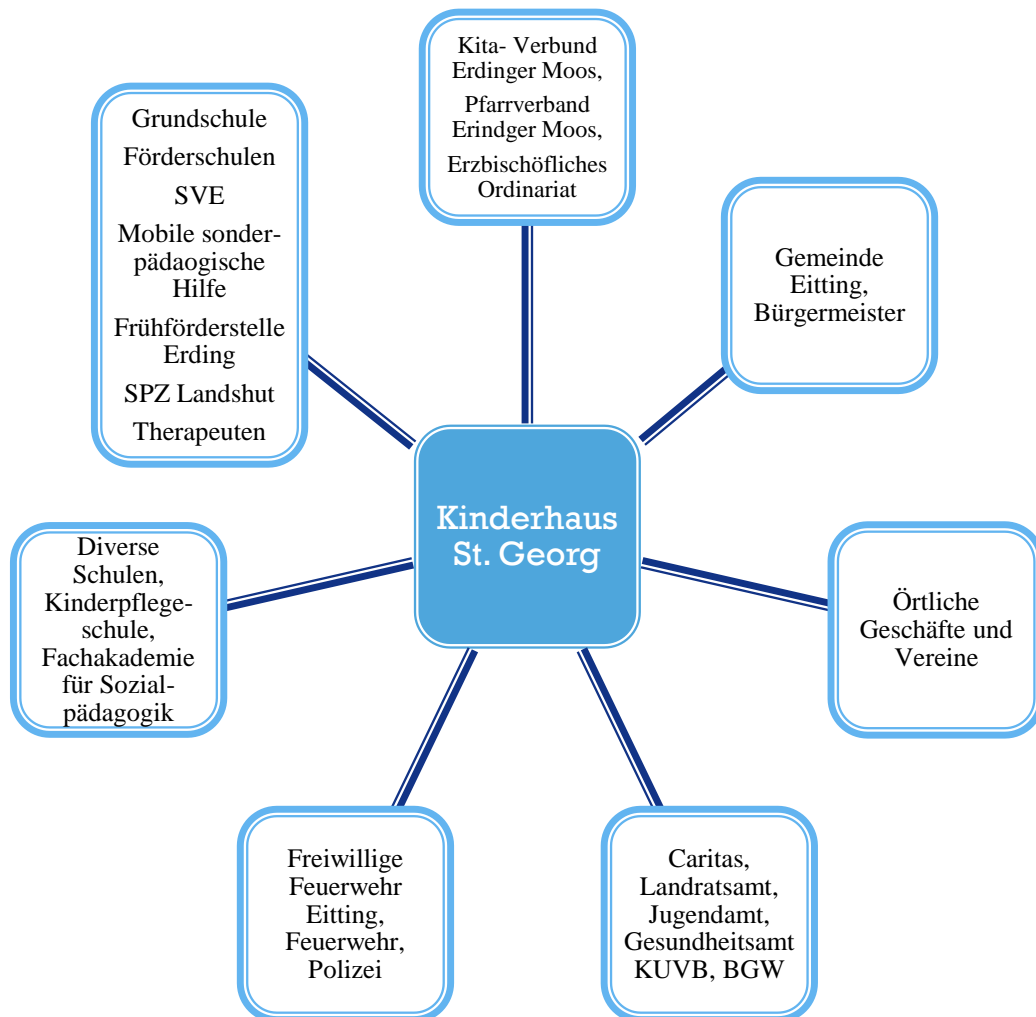 Kita- Verbund
Erdinger Moos,
Pfarrverband
Erindger Moos,
Erzbischöfliches
Ordinariat
Grundschule
Förderschulen
SVE
Mobile sonder-
pädaogische
Hilfe
Frühförderstelle
Erding
SPZ Landshut
Therapeuten
Gemeinde
Eitting,
Bürgermeister
Kinderhaus
St. Georg
Diverse
Schulen,
Kinderpflege-
schule,
Fachakademie
für Sozial-
pädagogik
Örtliche
Geschäfte und
Vereine
Freiwillige
Feuerwehr
Eitting,
Feuerwehr,
Polizei
Caritas,
Landratsamt,
Jugendamt,
Gesundheitsamt
KUVB, BGW